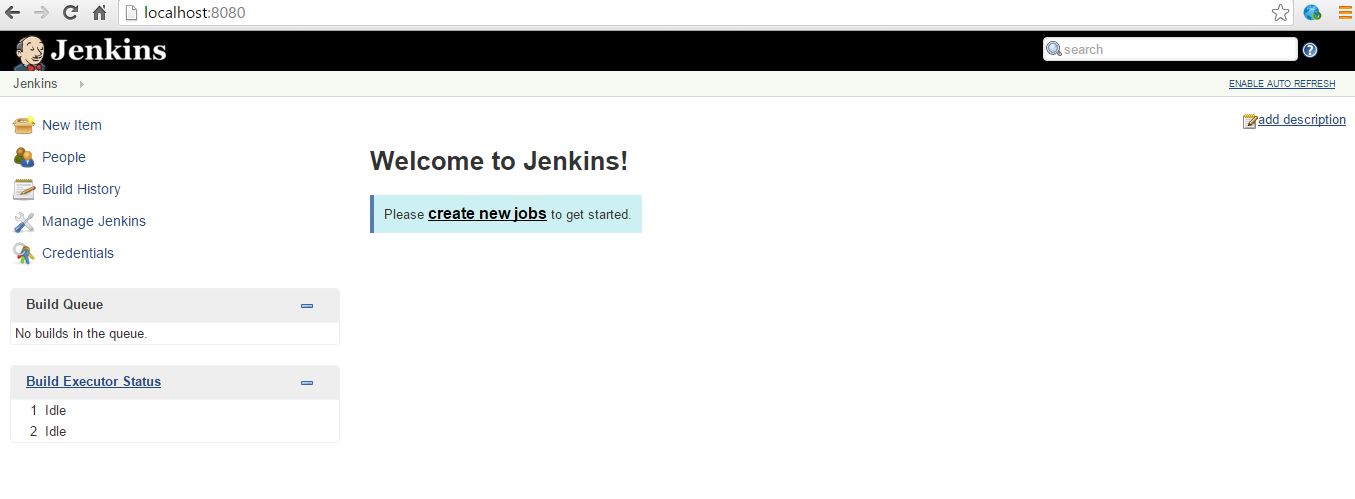 localhost:8080
Jenkins
search
Jenkins
ENABLE AUTO REFRESH
add description
New Item
People
Build History
Manage Jenkins
Credentials
Welcome to Jenkins!
Please create new jobs to get started.
Build Queue
No builds in the queue.
Build Executor Status
1 Idle
2 Idle